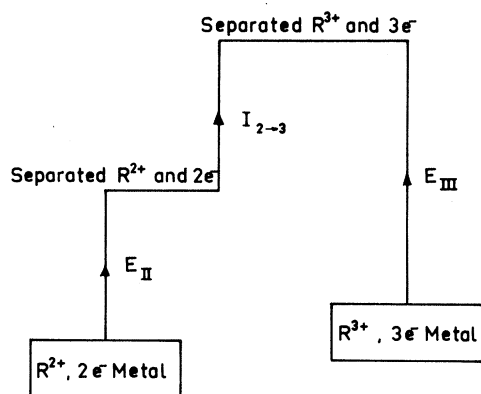 Separated R³⁺ and 3e⁻
I₂→₃
Separated R²⁺ and 2e⁻
E_III
E_II
R³⁺, 3e⁻ Metal
R²⁺, 2e⁻ Metal